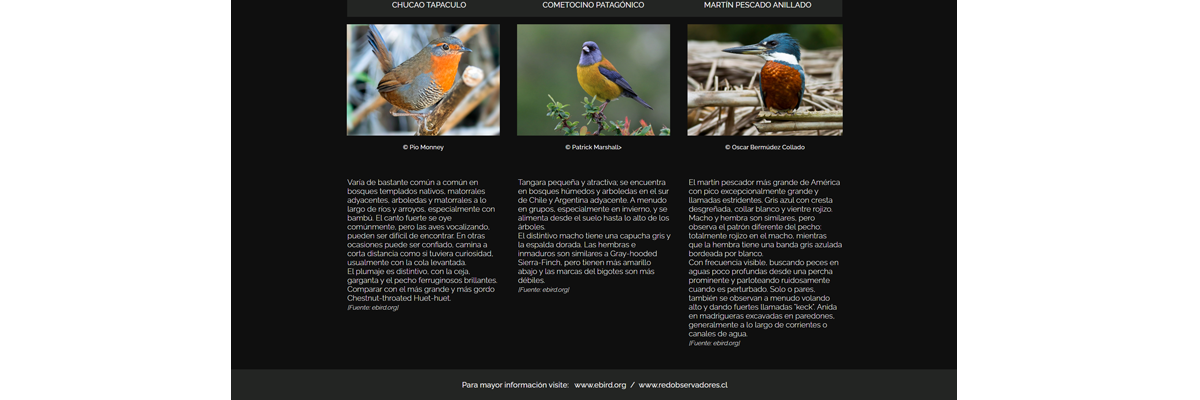 CHUCAO TAPACULO
COMETOCINO PATAGÓNICO
MARTÍN PESCADO ANILLADO
© Pio Monney
© Patrick Marshall>
© Oscar Bermúdez Collado
Varía de bastante común a común en
bosques templados nativos, matorrales
adyacentes, arboledas y matorrales a lo
largo de ríos y arroyos, especialmente con
bambú. El canto fuerte se oye
comúnmente, pero las aves vocalizando,
pueden ser difícil de encontrar. En otras
ocasiones puede ser confiado, camina a
corta distancia como si tuviera curiosidad,
usualmente con la cola levantada.
El plumaje es distintivo, con la ceja,
garganta y el pecho ferruginosos brillantes.
Comparar con el más grande y más gordo
Chestnut-throated Huet-huet.
[Fuente: ebird.org]
Tangara pequeña y atractiva; se encuentra
en bosques húmedos y arboledas en el sur
de Chile y Argentina adyacente. A menudo
en grupos, especialmente en invierno, y se
alimenta desde el suelo hasta lo alto de los
árboles.
El distintivo macho tiene una capucha gris y
la espalda dorada. Las hembras e
inmaduros son similares a Gray-hooded
Sierra-Finch, pero tienen más amarillo
abajo y las marcas del bigotes son más
débiles.
[Fuente: ebird.org]
El martín pescador más grande de América
con pico excepcionalmente grande y
llamadas estridentes. Gris azul con cresta
desgreñada, collar blanco y vientre rojizo.
Macho y hembra son similares, pero
observa el patrón diferente del pecho:
totalmente rojizo en el macho, mientras
que la hembra tiene una banda gris azulada
bordeada por blanco.
Con frecuencia visible, buscando peces en
aguas poco profundas desde una percha
prominente y parloteando ruidosamente
cuando es perturbado. Solo o pares,
también se observan a menudo volando
alto y dando fuertes llamadas "keck". Anida
en madrigueras excavadas en paredones,
generalmente a lo largo de corrientes o
canales de agua.
[Fuente: ebird.org]
Para mayor información visite: www.ebird.org / www.redobservadores.cl